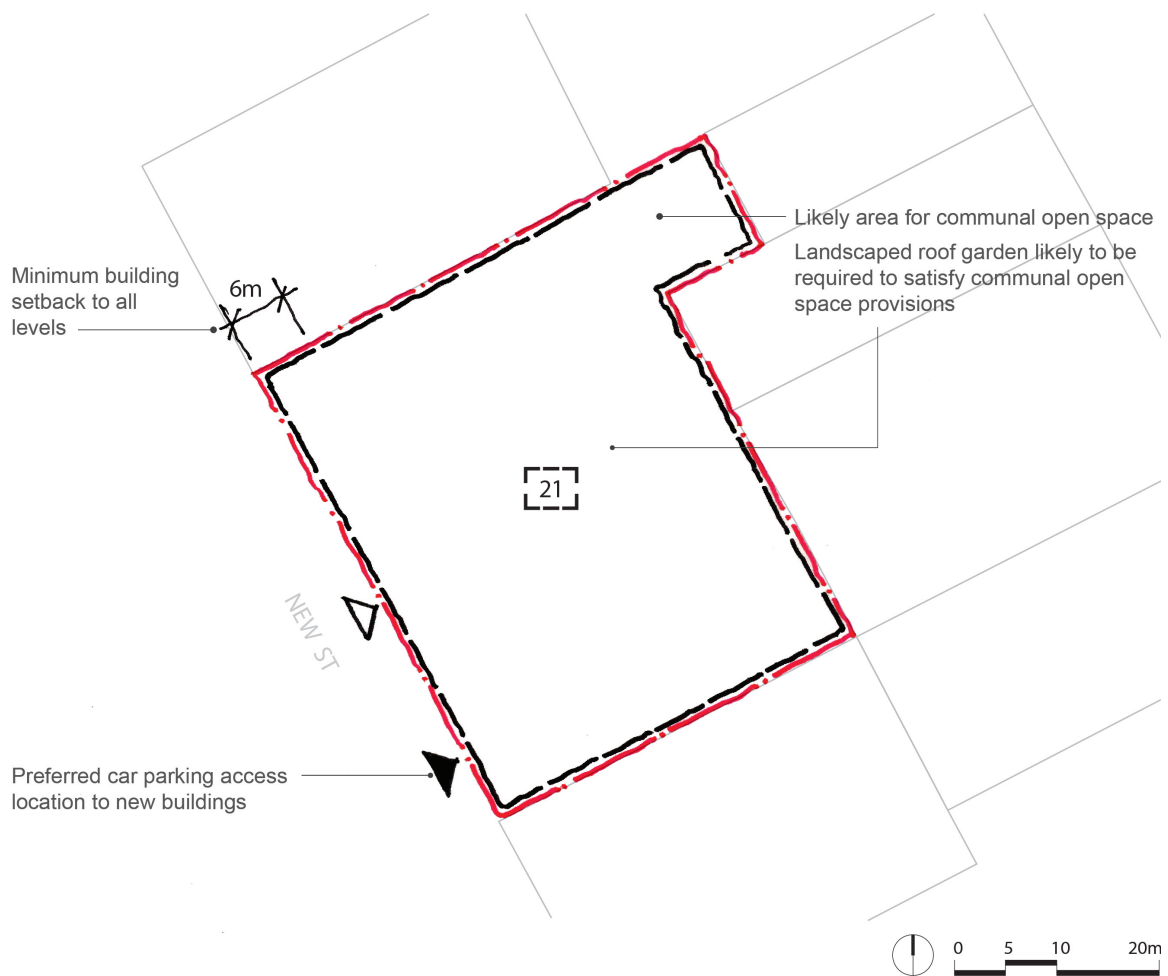 Likely area for communal open space
Landscaped roof garden likely to be
required to satisfy communal open
space provisions
Minimum building
setback to all
levels
6m
21
NEW ST
Preferred car parking access
location to new buildings
0 5 10 20m